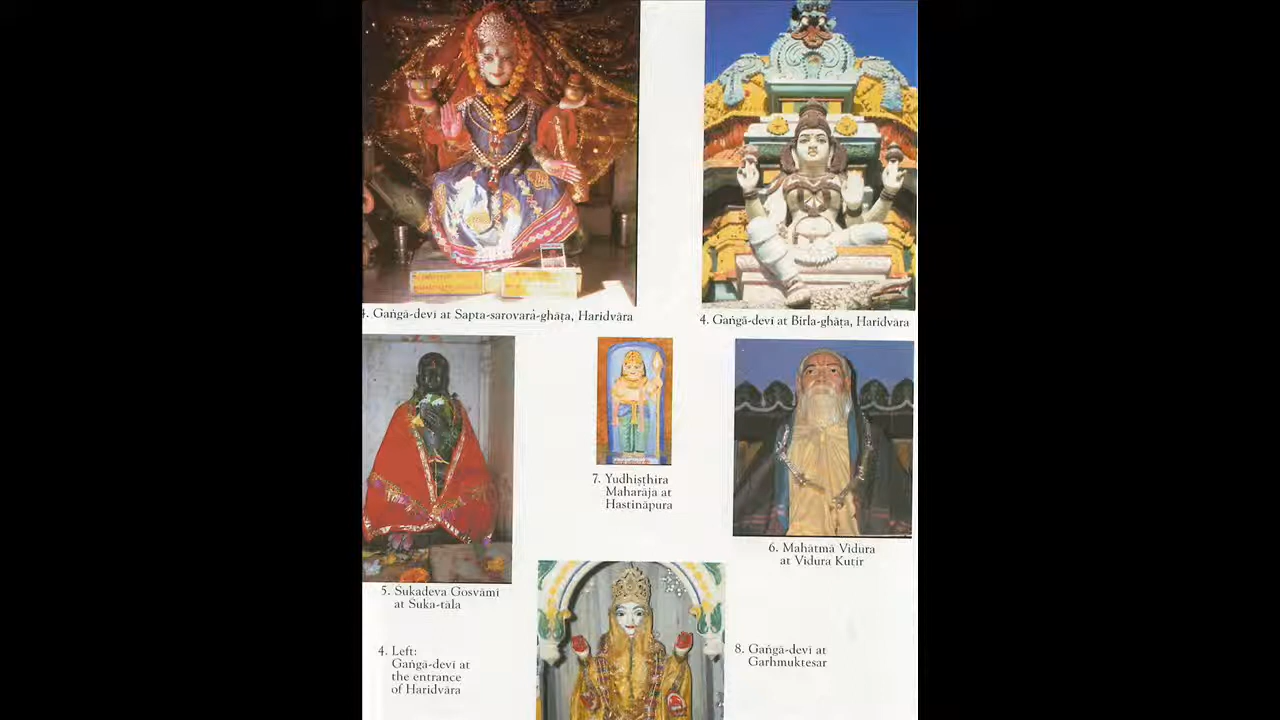 4. Gaṅgā-devī at Sapta-sarovara-ghāṭa, Haridvāra
4. Gaṅgā-devī at Birla-ghāṭa, Haridvāra
7. Yudhiṣṭhira
Mahārāja at
Hastināpura
6. Mahātmā Vidura
at Vidura Kuṭīr
5. Śukadeva Gosvāmī
at Śuka-tāla
4. Left:
Gaṅgā-devī at
the entrance
of Haridvāra
8. Gaṅgā-devī at
Garhmuktesar